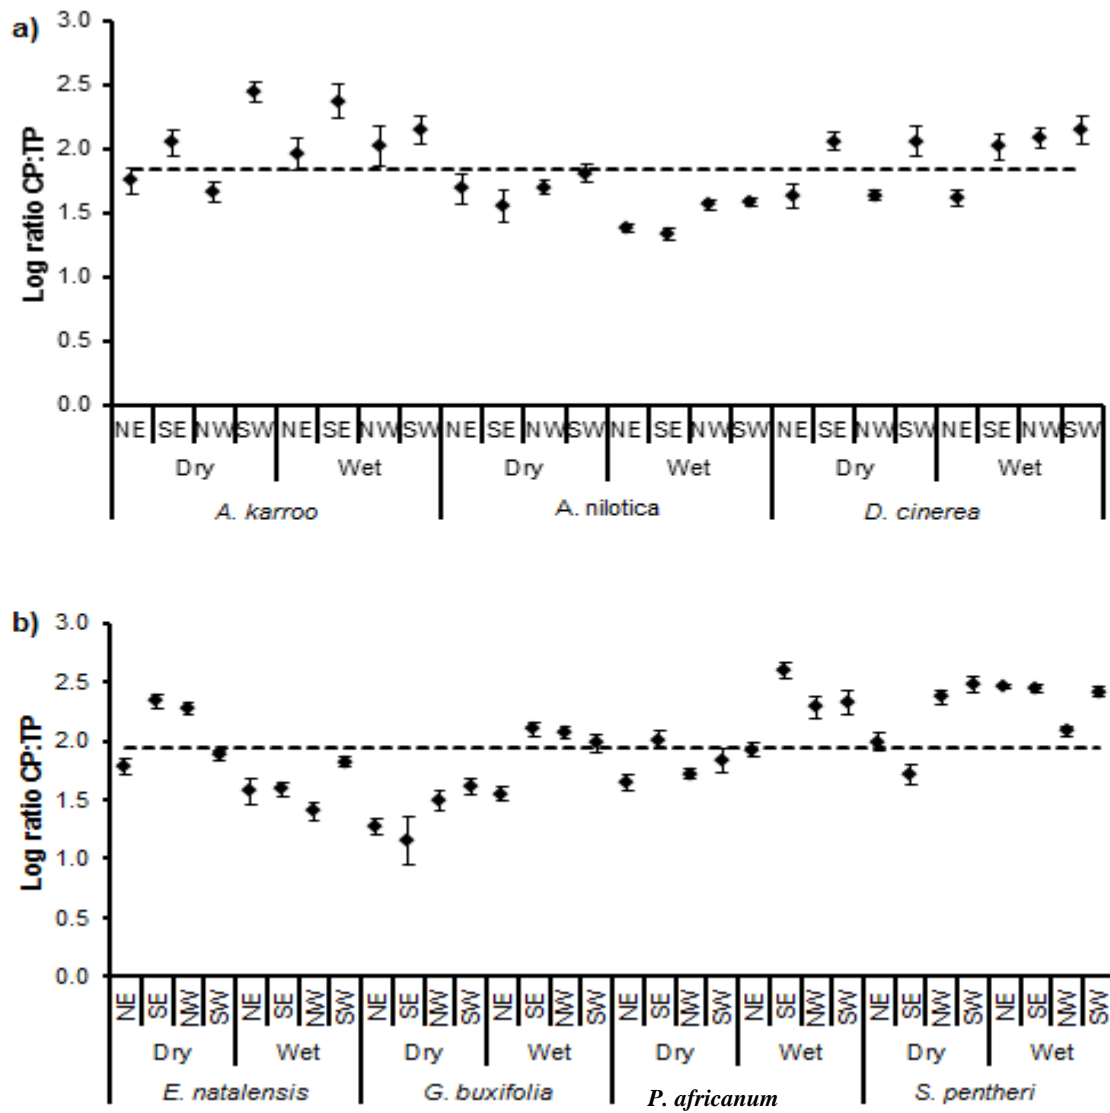 a)
Log ratio CP:TP
3.0
2.5
2.0
1.5
1.0
0.5
0.0
NE SE NW SW NE SE NW SW NE SE NW SW NE SE NW SW NE SE NW SW NE SE NW SW
Dry Wet Dry Wet Dry Wet
A. karroo A. nilotica D. cinerea
b)
Log ratio CP:TP
3.0
2.5
2.0
1.5
1.0
0.5
0.0
NE SE NW SW NE SE NW SW NE SE NW SW NE SE NW SW NE SE NW SW NE SE NW SW NE SE NW SW NE SE NW SW
Dry Wet Dry Wet Dry Wet Dry Wet
E. natalensis G. buxifolia P. africanum S. pentheri